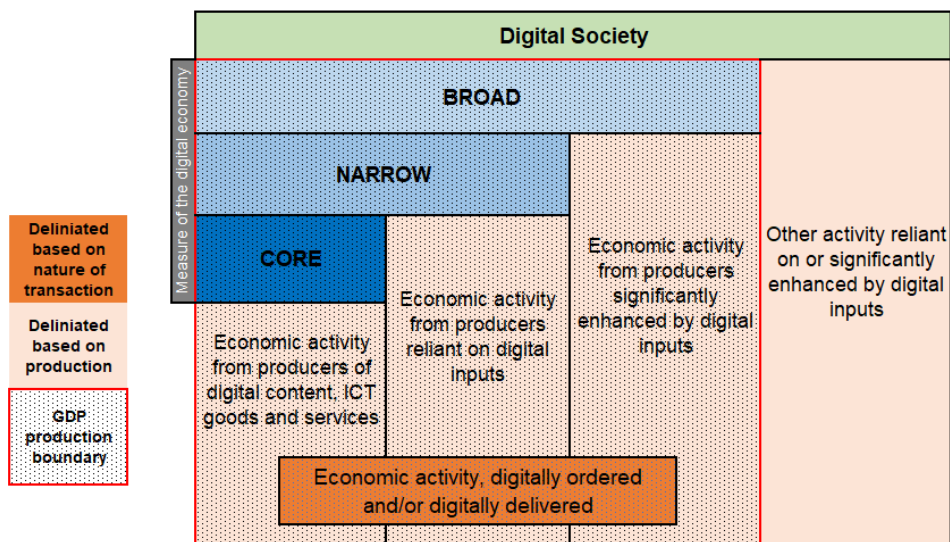 Digital Society
Measure of the digital economy
BROAD
NARROW
CORE
Economic activity
from producers of
digital content, ICT
goods and services
Economic activity
from producers
reliant on digital
inputs
Economic activity
from producers
significantly
enhanced by digital
inputs
Other activity reliant
on or significantly
enhanced by digital
inputs
Economic activity, digitally ordered
and/or digitally delivered
Deliniated
based on
nature of
transaction
Deliniated
based on
production
GDP
production
boundary